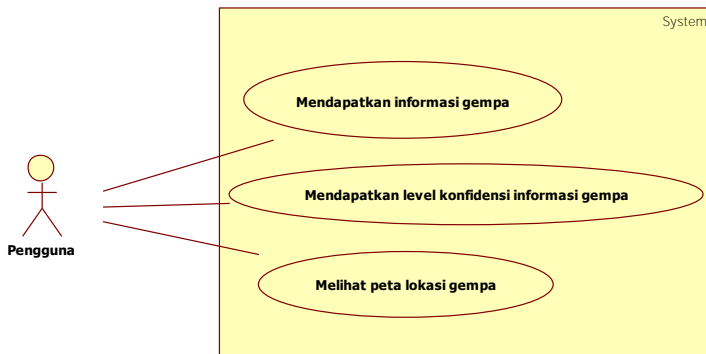 System
Mendapatkan informasi gempa
Mendapatkan level konfidensi informasi gempa
Pengguna
Melihat peta lokasi gempa